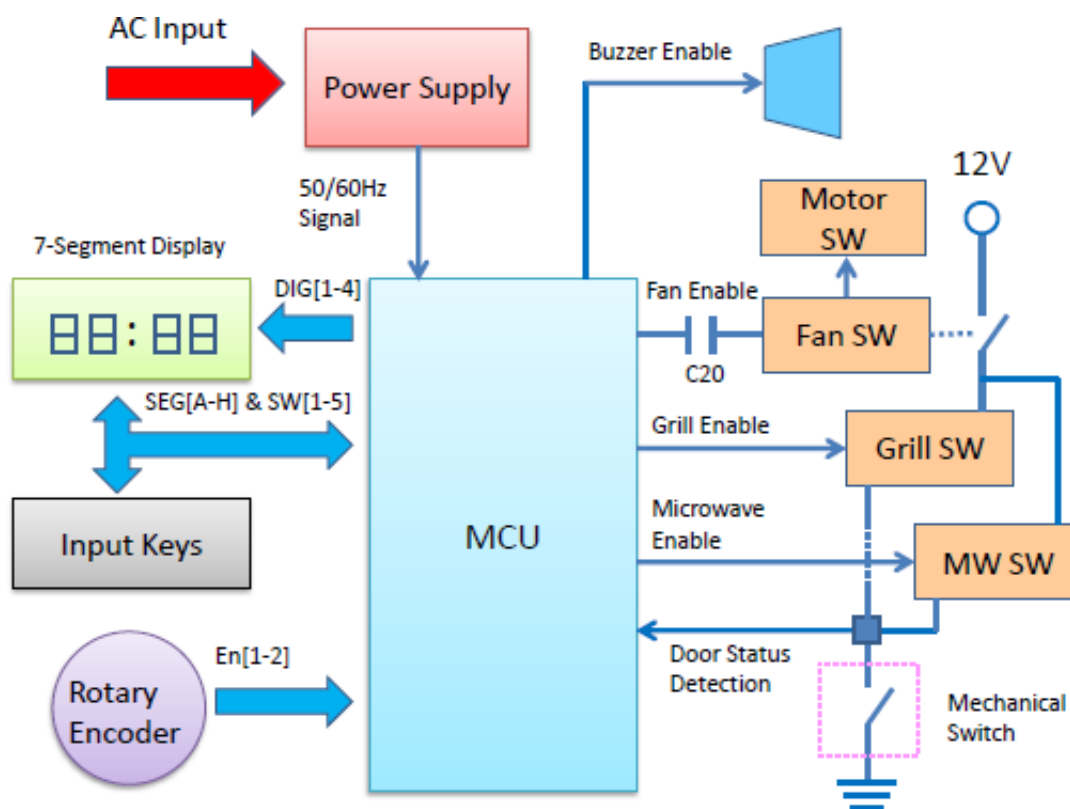 AC Input
Power Supply
Buzzer Enable
50/60Hz
Signal
12V
Motor
SW
7-Segment Display
DIG[1-4]
Fan Enable
Fan SW
C20
SEG[A-H] & SW[1-5]
Grill Enable
Grill SW
Input Keys
MCU
Microwave
Enable
MW SW
En[1-2]
Rotary
Encoder
Door Status
Detection
Mechanical
Switch